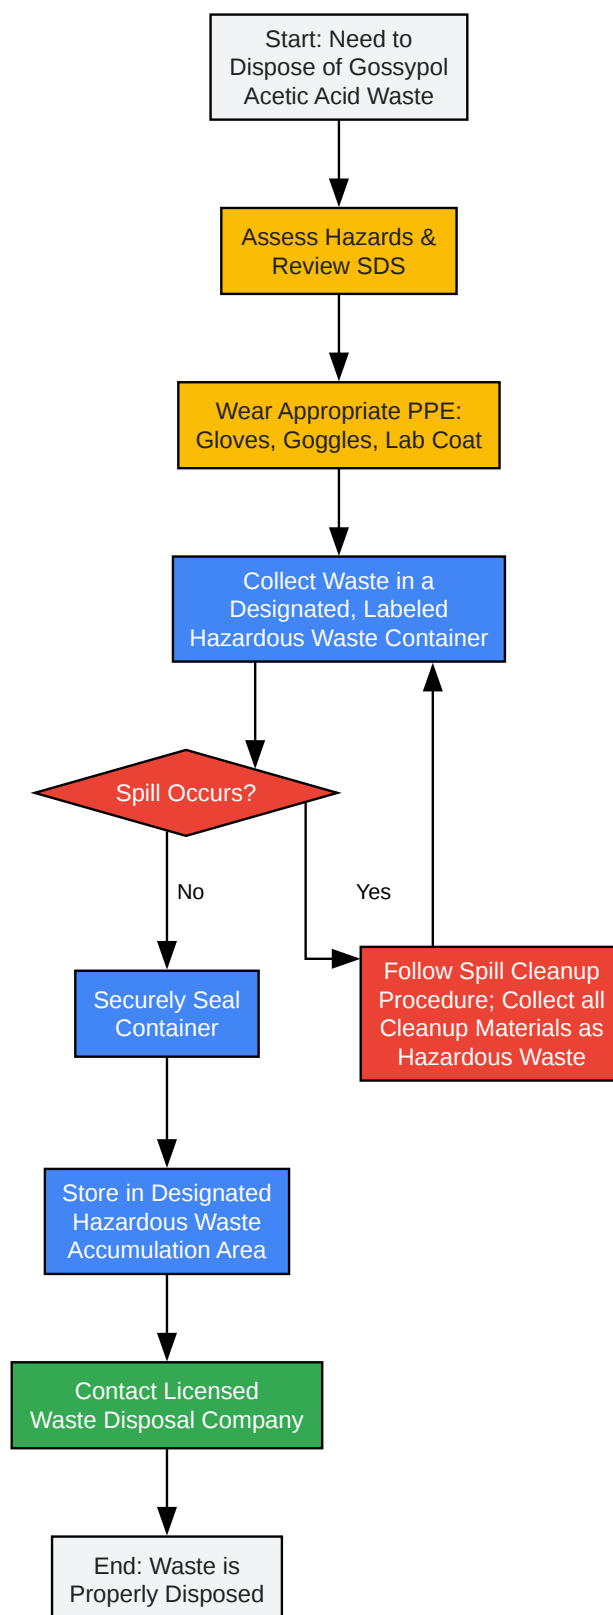 Start: Need to
Dispose of Gossypol
Acetic Acid Waste
Assess Hazards &
Review SDS
Wear Appropriate PPE:
Gloves, Goggles, Lab Coat
Collect Waste in a
Designated, Labeled
Hazardous Waste Container
Spill Occurs?
No
Yes
Securely Seal
Container
Follow Spill Cleanup
Procedure; Collect all
Cleanup Materials as
Hazardous Waste
Store in Designated
Hazardous Waste
Accumulation Area
Contact Licensed
Waste Disposal Company
End: Waste is
Properly Disposed